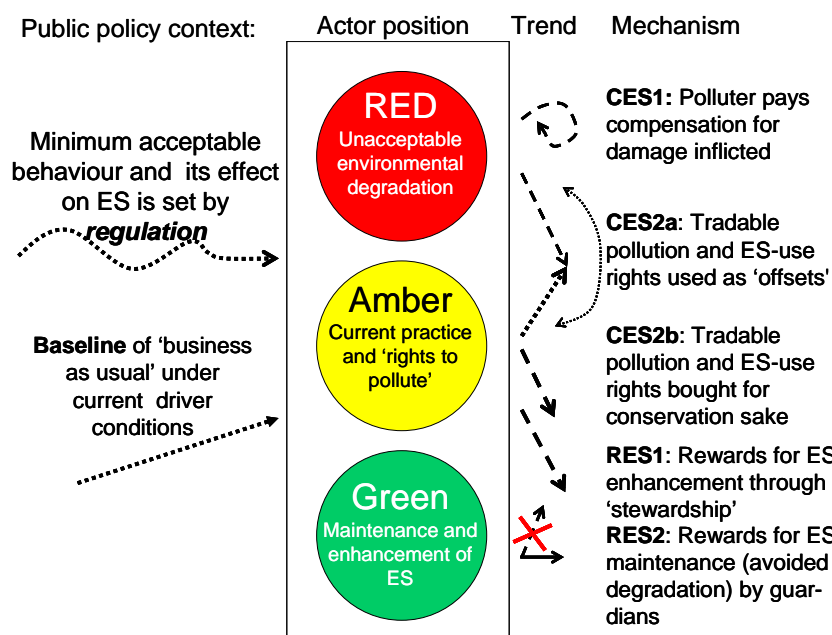 Public policy context:
Actor position
Trend
Mechanism
Minimum acceptable
behaviour and its effect
on ES is set by
regulation
Baseline of ‘business
as usual’ under
current driver
conditions
RED
Unacceptable
environmental
degradation
Amber
Current practice
and ‘rights to
pollute’
Green
Maintenance and
enhancement of
ES
CES1: Polluter pays
compensation for
damage inflicted
CES2a: Tradable
pollution and ES-use
rights used as ‘offsets’
CES2b: Tradable
pollution and ES-use
rights bought for
conservation sake
RES1: Rewards for ES
enhancement through
‘stewardship’
RES2: Rewards for ES
maintenance (avoided
degradation) by guar-
dians